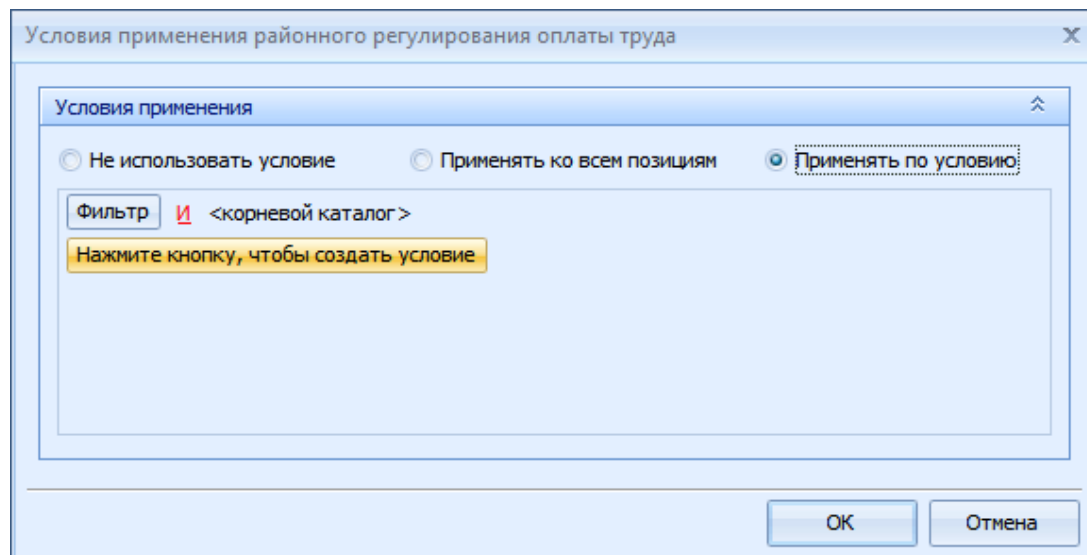 Условия применения районного регулирования оплаты труда
Условия применения
Не использовать условие Применять ко всем позициям Применять по условию
Фильтр И <корневой каталог>
Нажмите кнопку, чтобы создать условие
ОК Отмена